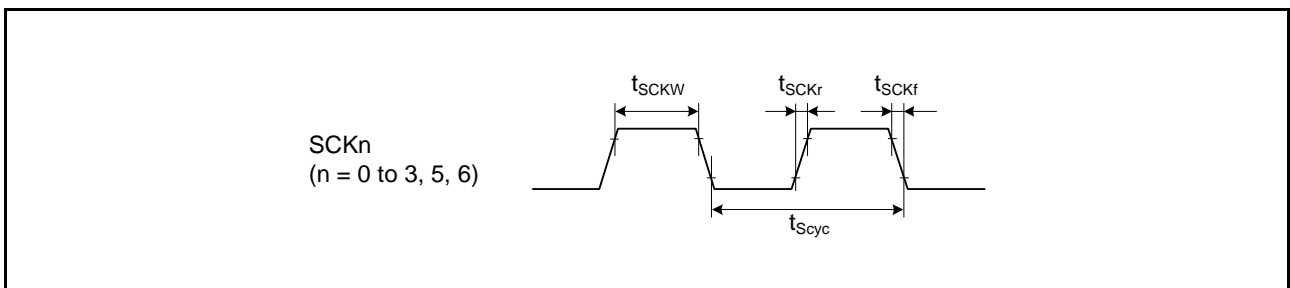 tSCKW
tSCKr
tSCKf
SCKn
(n = 0 to 3, 5, 6)
tScyc